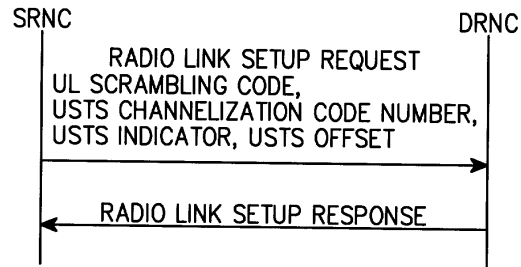 SRNC
DRNC
RADIO LINK SETUP REQUEST
UL SCRAMBLING CODE,
USTS CHANNELIZATION CODE NUMBER,
USTS INDICATOR, USTS OFFSET
RADIO LINK SETUP RESPONSE